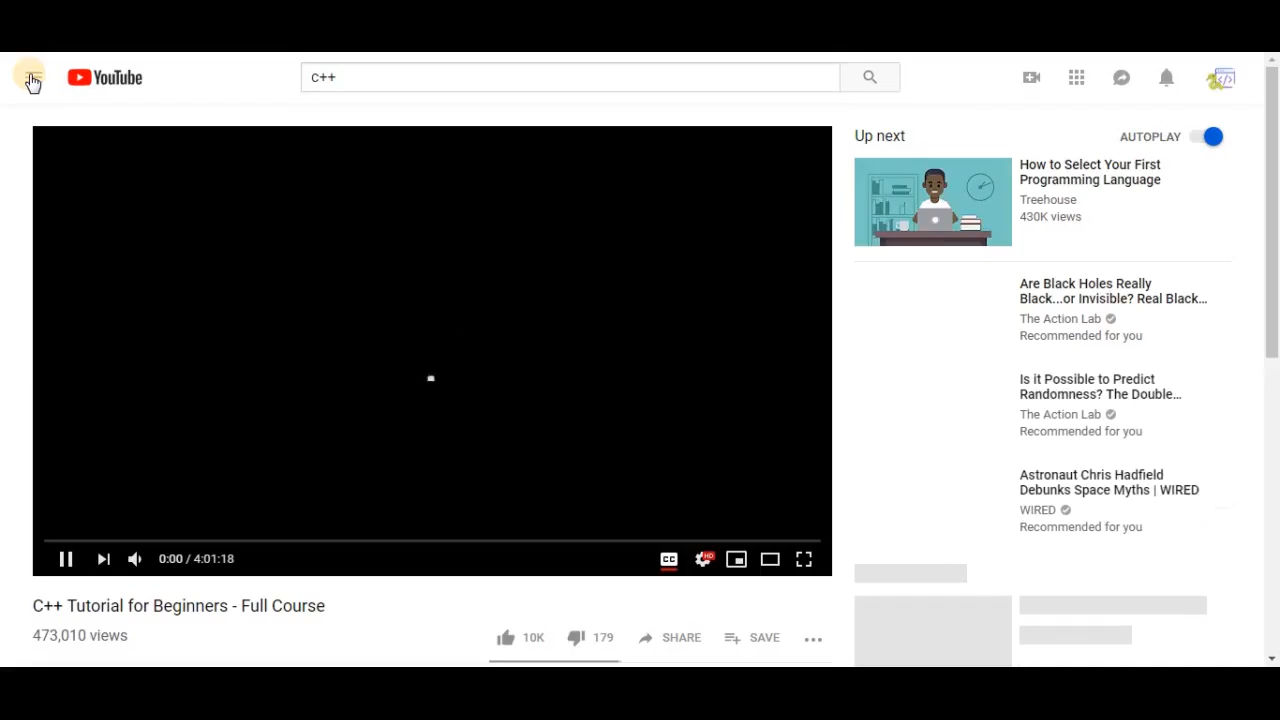 YouTube
c++
Up next
AUTOPLAY
How to Select Your First
Programming Language
Treehouse
430K views
Are Black Holes Really
Black...or Invisible? Real Black...
The Action Lab
Recommended for you
Is it Possible to Predict
Randomness? The Double...
The Action Lab
Recommended for you
Astronaut Chris Hadfield
Debunks Space Myths | WIRED
WIRED
Recommended for you
0:00 / 4:01:18
CC
HD
C++ Tutorial for Beginners - Full Course
473,010 views
10K
179
SHARE
SAVE